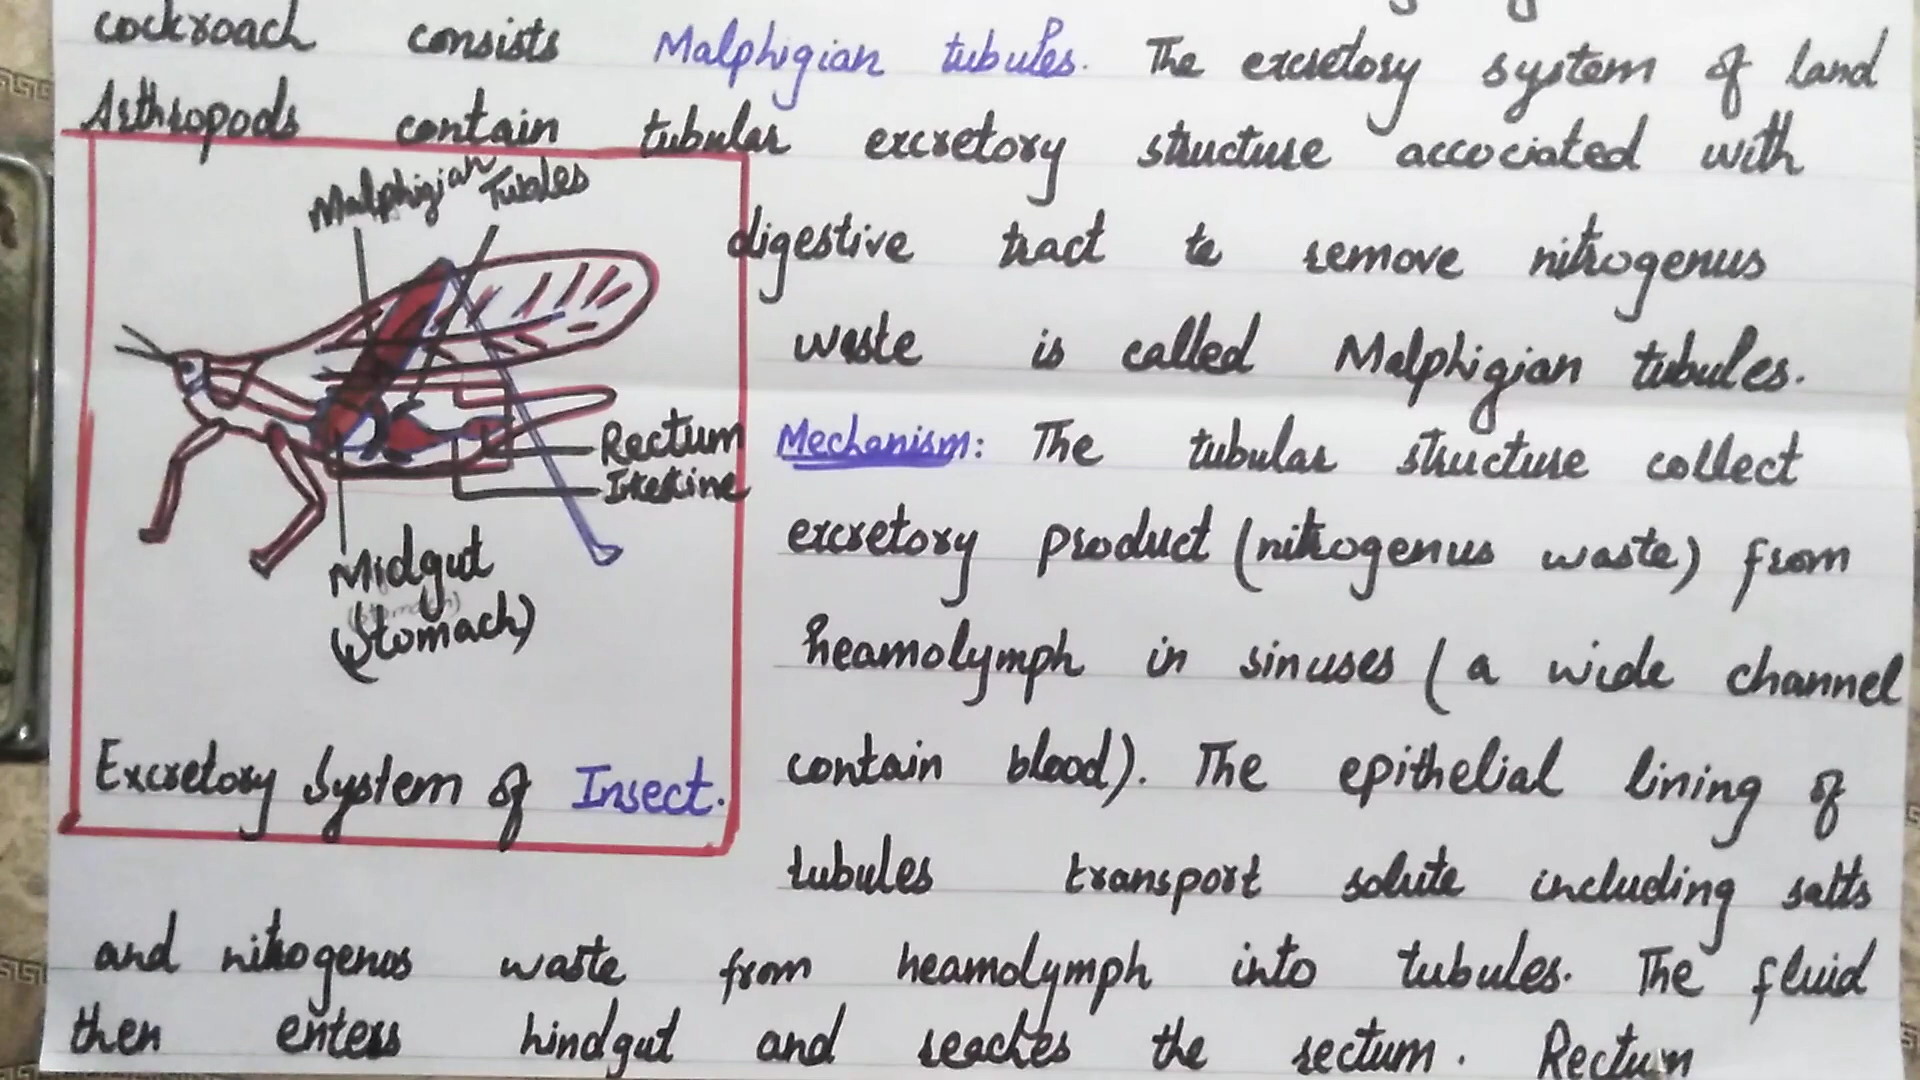 cockroach consists Malphigian tubules. The excretory system of land
Arthropods contain tubular excretory structure accociated with
digestive tract to remove nitrogenus
waste is called Malphigian tubules.
Mechanism: The tubular structure collect
excretory product (nitrogenus waste) from
heamolymph in sinuses (a wide channel
contain blood). The epithelial lining of
tubules transport solute including salts
and nitrogenos waste from heamolymph into tubules. The fluid
then enters hindgut and reaches the rectum. Rectum
Malphigian Tubles
Rectum
Itestine
Midgut
(Stomach)
Excretory System of Insect.